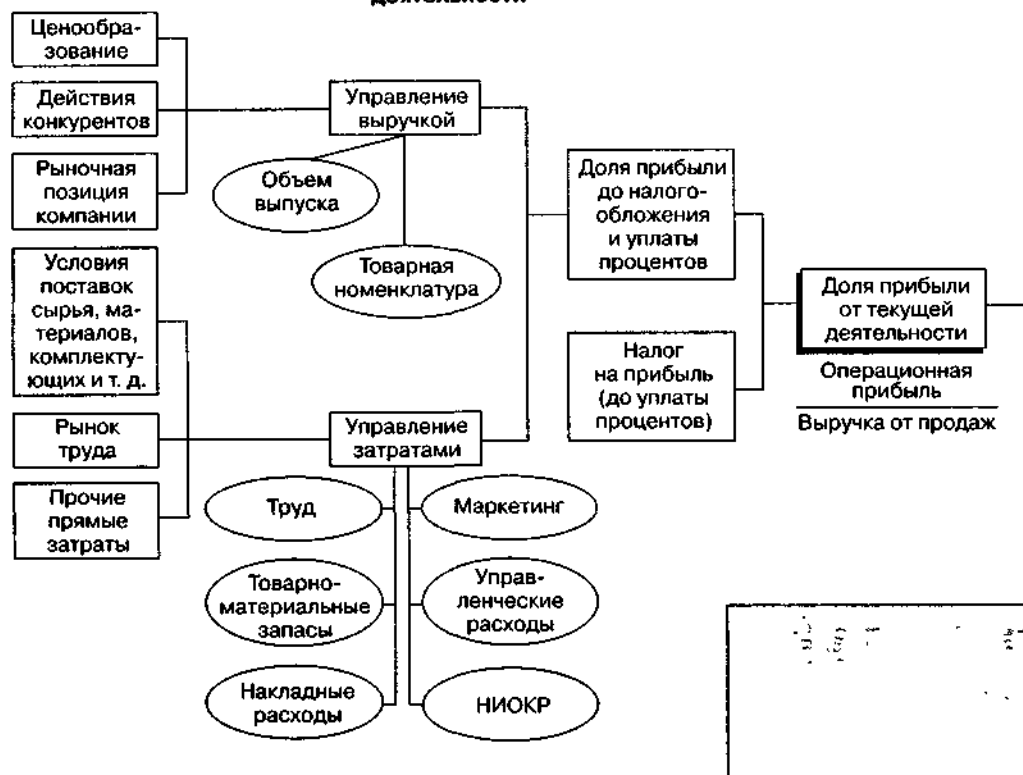 Ценообра-
зование
Действия
конкурентов
Рыночная
позиция
компании
Управление
выручкой
Объем
выпуска
Товарная
номенклатура
Условия
поставок
сырья, ма-
териалов,
комплекту-
ющих и т. д.
Рынок
труда
Прочие
прямые
затраты
Управление
затратами
Труд
Маркетинг
Товарно-
материальные
запасы
Управ-
ленческие
расходы
Накладные
расходы
НИОКР
Доля прибыли
до налого-
обложения
и уплаты
процентов
Налог
на прибыль
(до уплаты
процентов)
Доля прибыли
от текущей
деятельности
Операционная
прибыль
Выручка от продаж